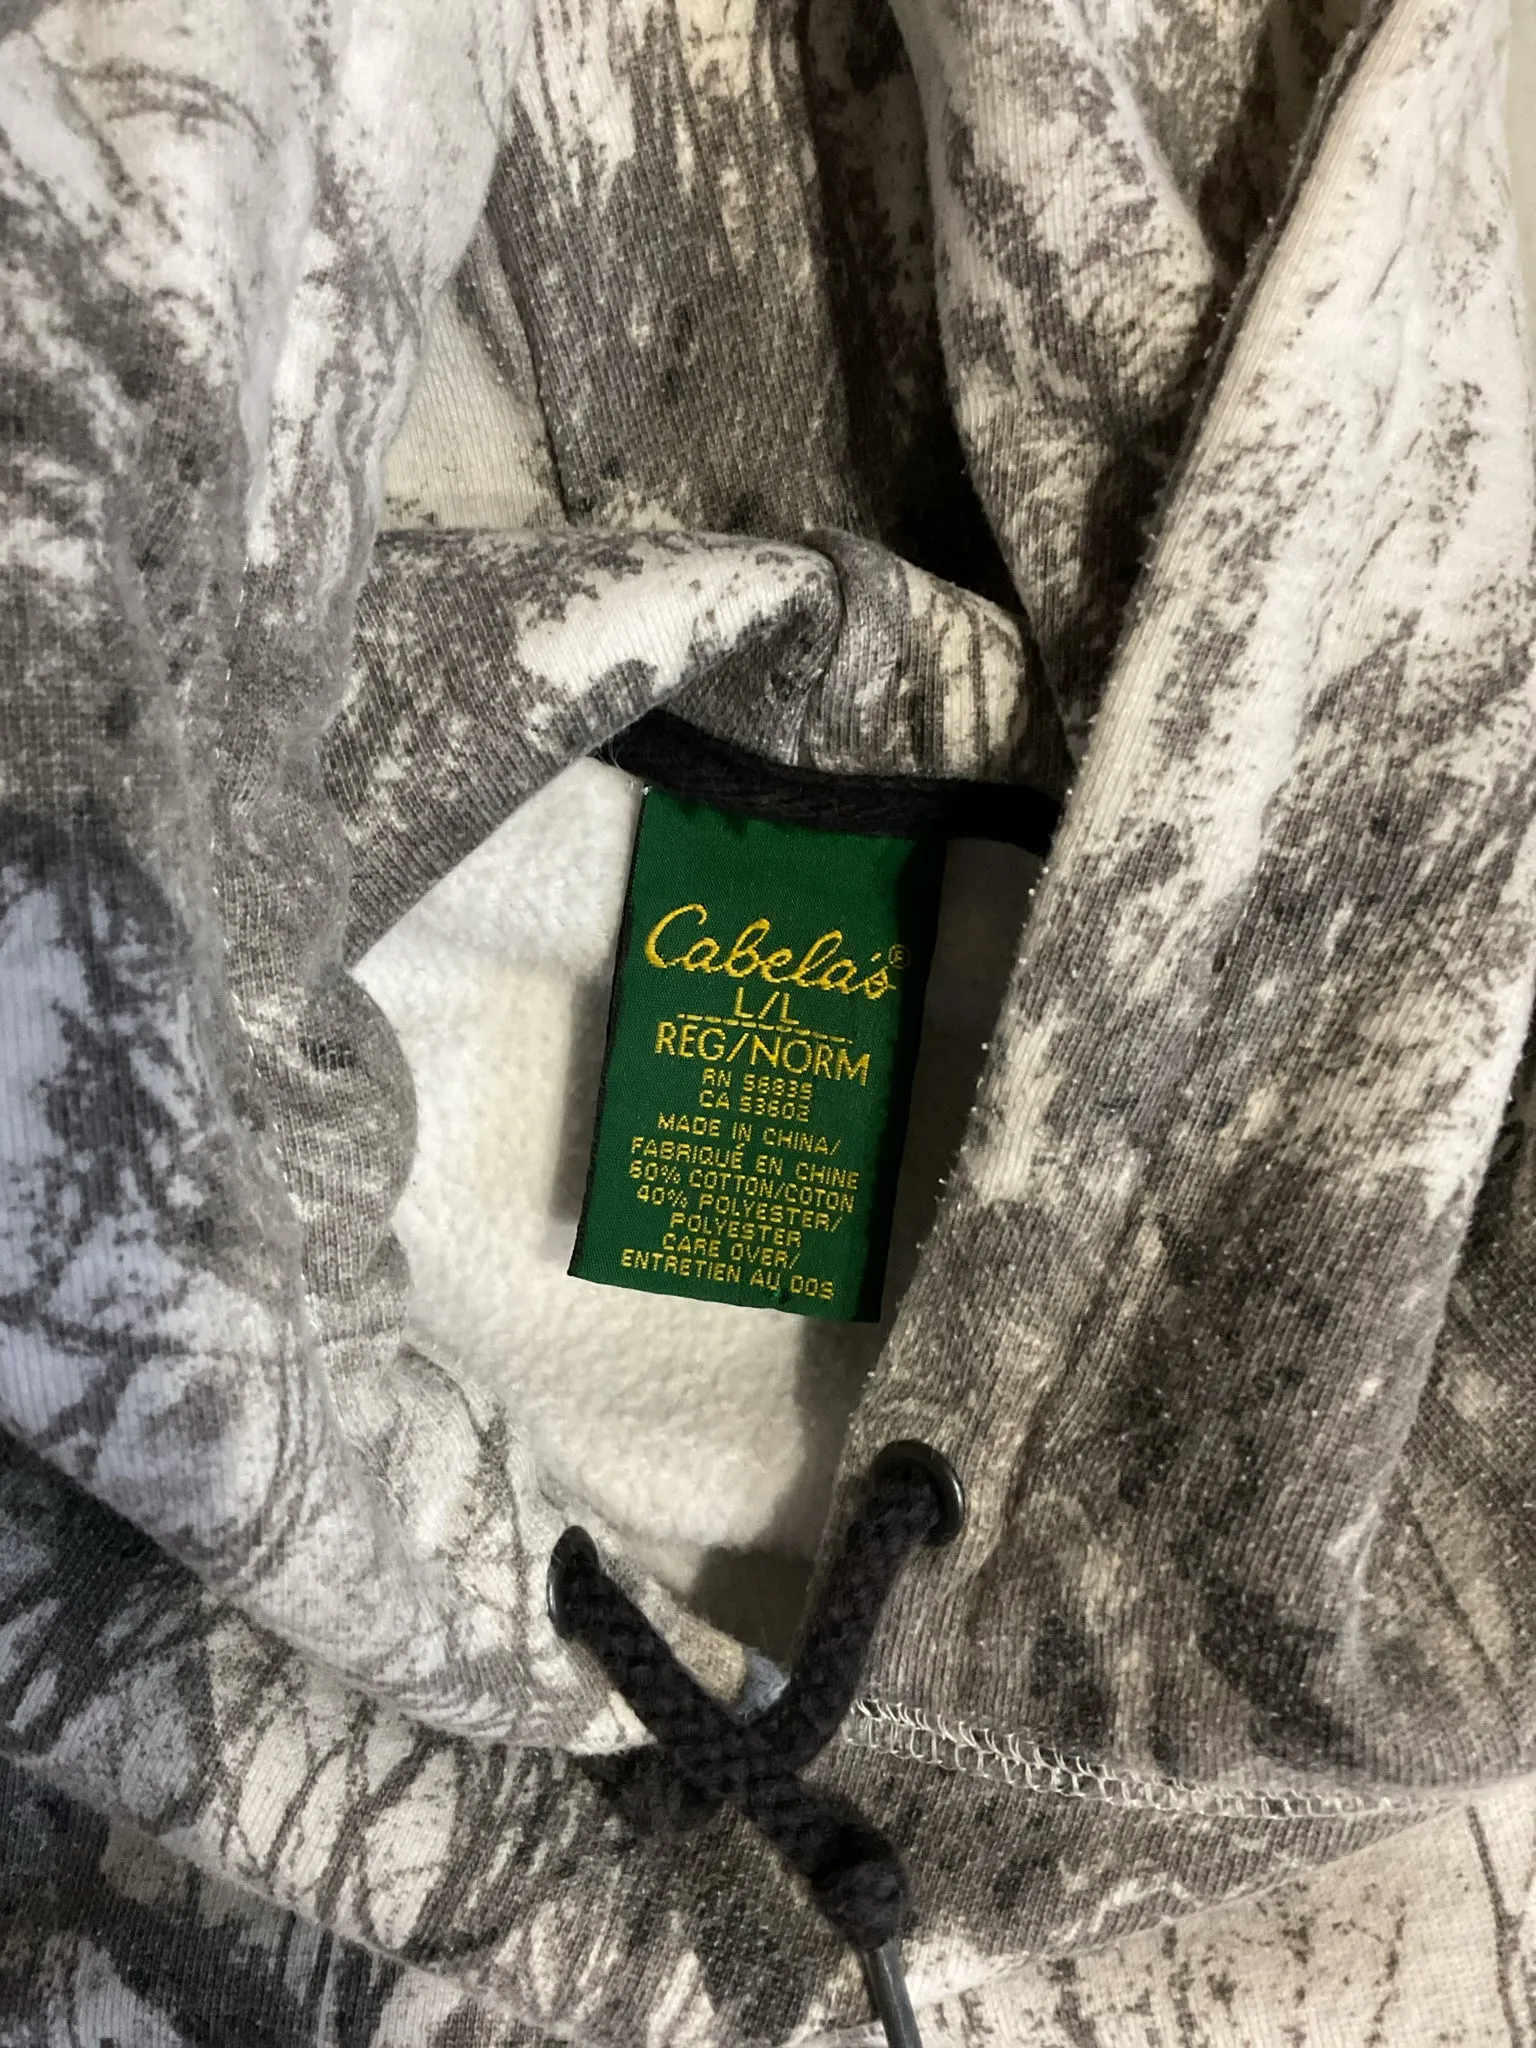 Cabela's®
L/L
REG/NORM
RN 56835
CA 53602
MADE IN CHINA/
FABRIQUÉ EN CHINE
60% COTTON/COTON
40% POLYESTER/
POLYESTER
CARE OVER/
ENTRETIEN AU DOS